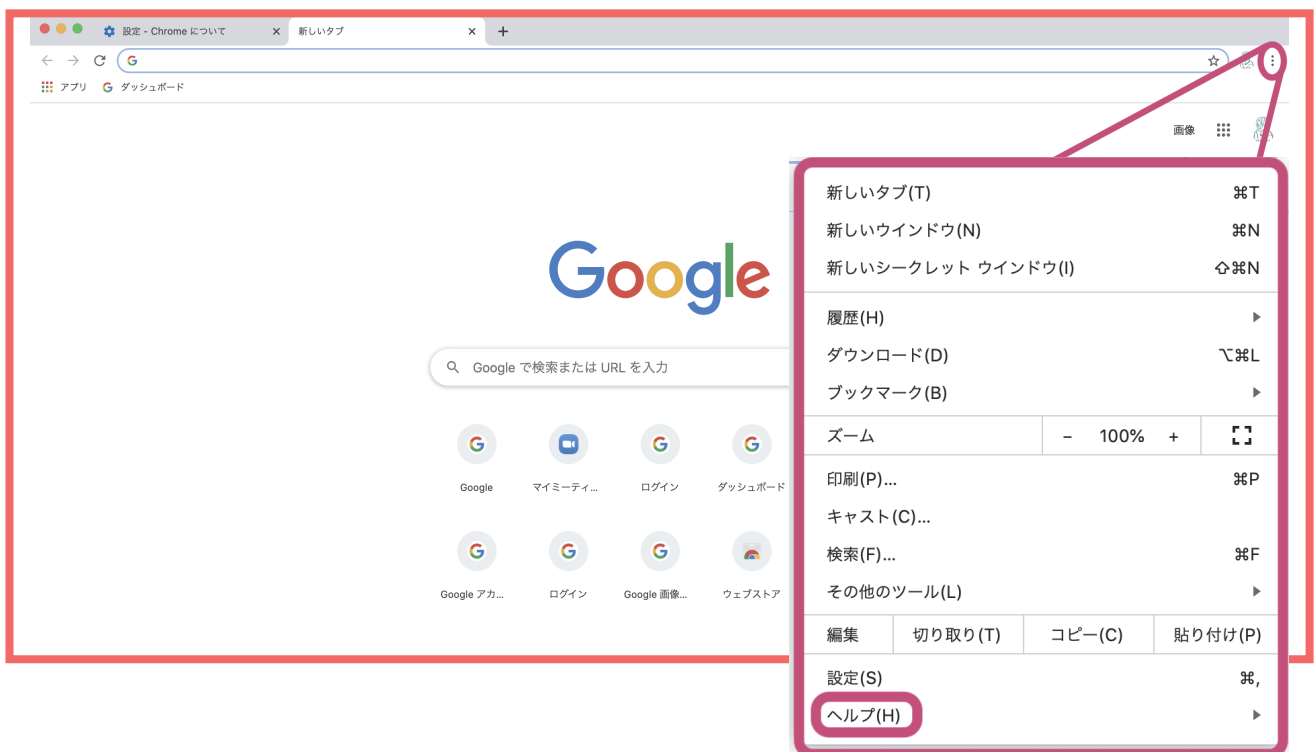 設定 - Chrome について
新しいタブ
アプリ
ダッシュボード
画像
Google
Google で検索または URL を入力
Google
マイミーティ...
ログイン
ダッシュボード
Google アカ...
ログイン
Google 画像...
ウェブストア
新しいタブ(T) ⌘T
新しいウインドウ(N) ⌘N
新しいシークレット ウインドウ(I) ⇧⌘N
履歴(H)
ダウンロード(D) ⌥⌘L
ブックマーク(B)
ズーム - 100% +
印刷(P)... ⌘P
キャスト(C)...
検索(F)... ⌘F
その他のツール(L)
編集 切り取り(T) コピー(C) 貼り付け(P)
設定(S) ⌘,
ヘルプ(H)